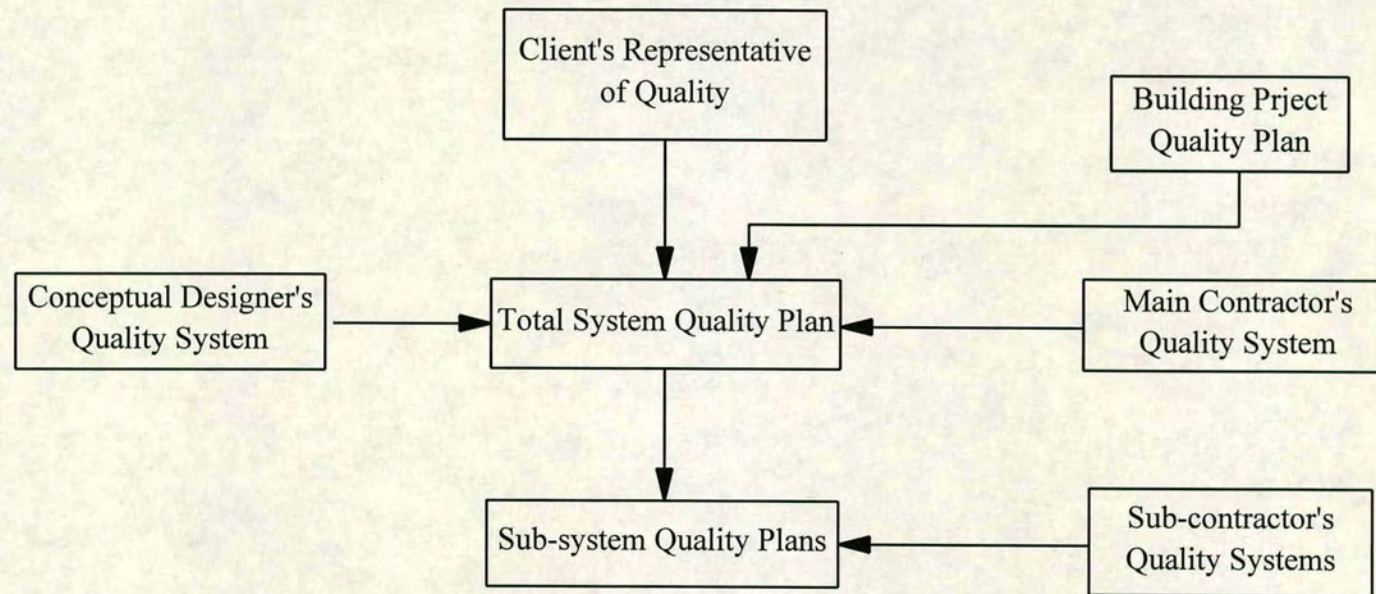 Client's Representative
of Quality
Building Prject
Quality Plan
Conceptual Designer's
Quality System
Total System Quality Plan
Main Contractor's
Quality System
Sub-system Quality Plans
Sub-contractor's
Quality Systems